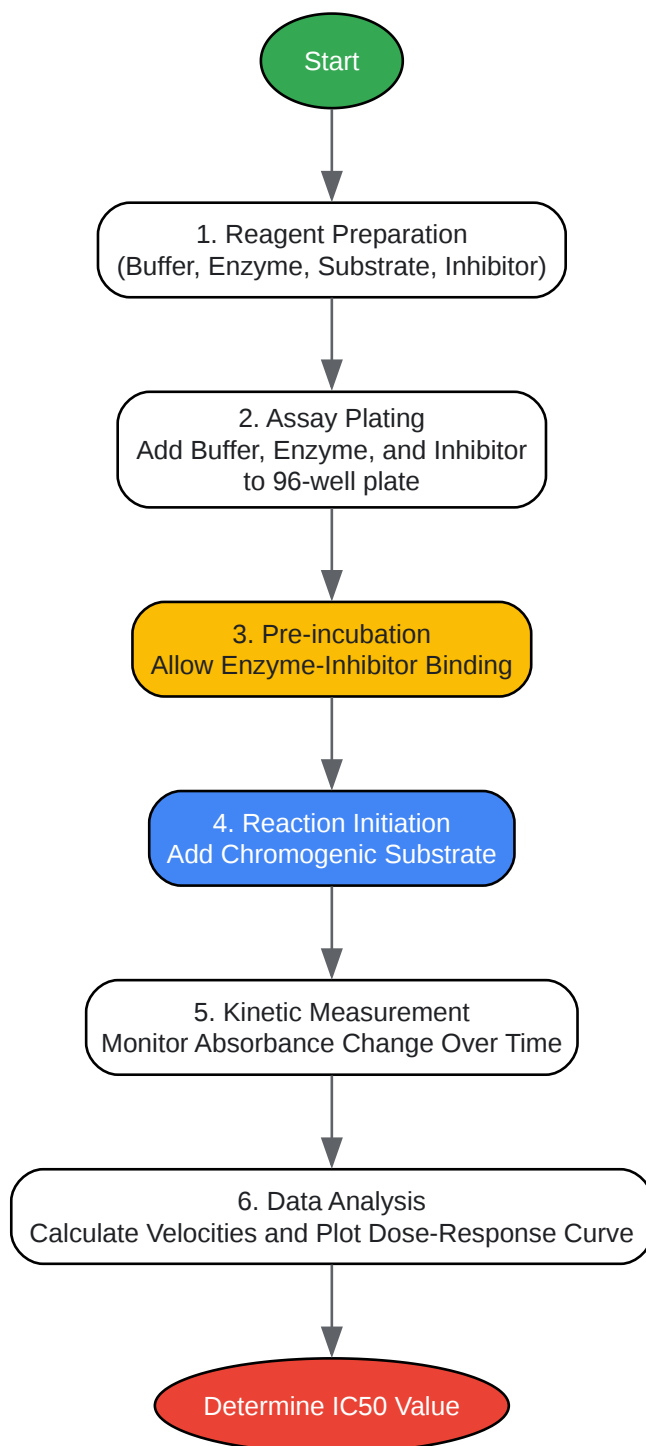 Start
1. Reagent Preparation
(Buffer, Enzyme, Substrate, Inhibitor)
2. Assay Plating
Add Buffer, Enzyme, and Inhibitor
to 96-well plate
3. Pre-incubation
Allow Enzyme-Inhibitor Binding
4. Reaction Initiation
Add Chromogenic Substrate
5. Kinetic Measurement
Monitor Absorbance Change Over Time
6. Data Analysis
Calculate Velocities and Plot Dose-Response Curve
Determine IC50 Value